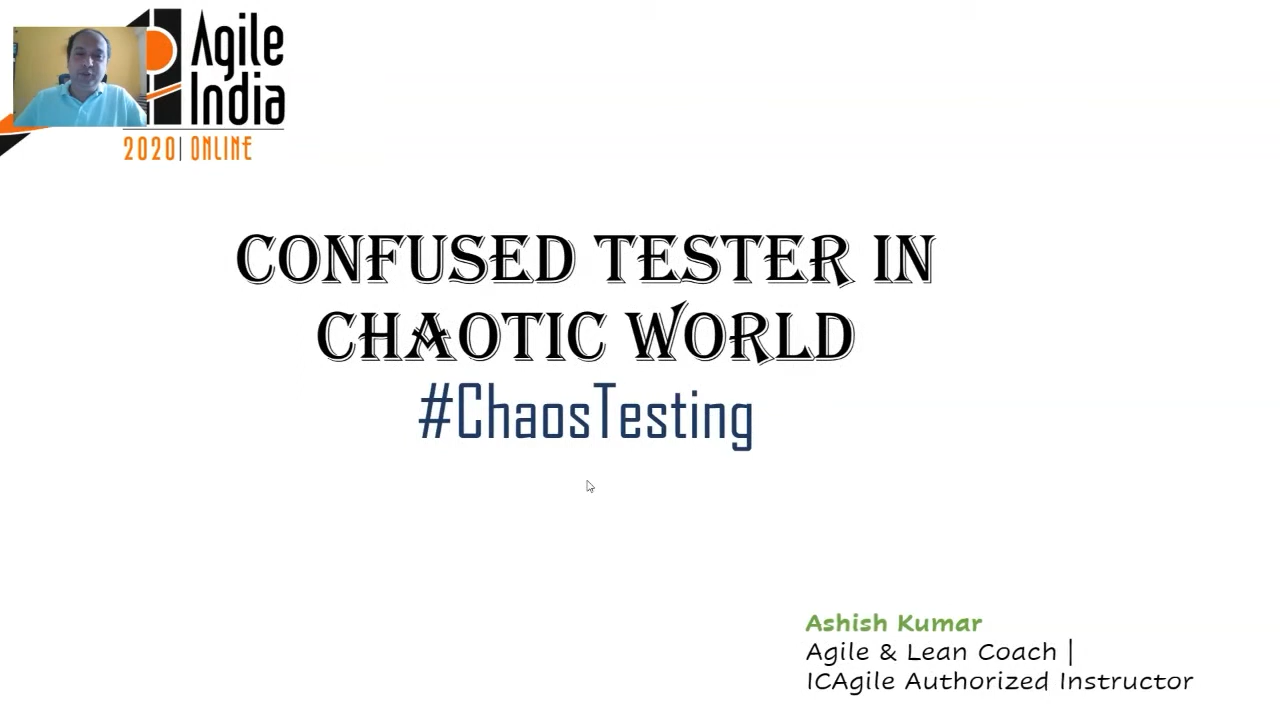 Agile
India
2020 | ONLINE
CONFUSED TESTER IN
CHAOTIC WORLD
#ChaosTesting
Ashish Kumar
Agile & Lean Coach |
ICAgile Authorized Instructor